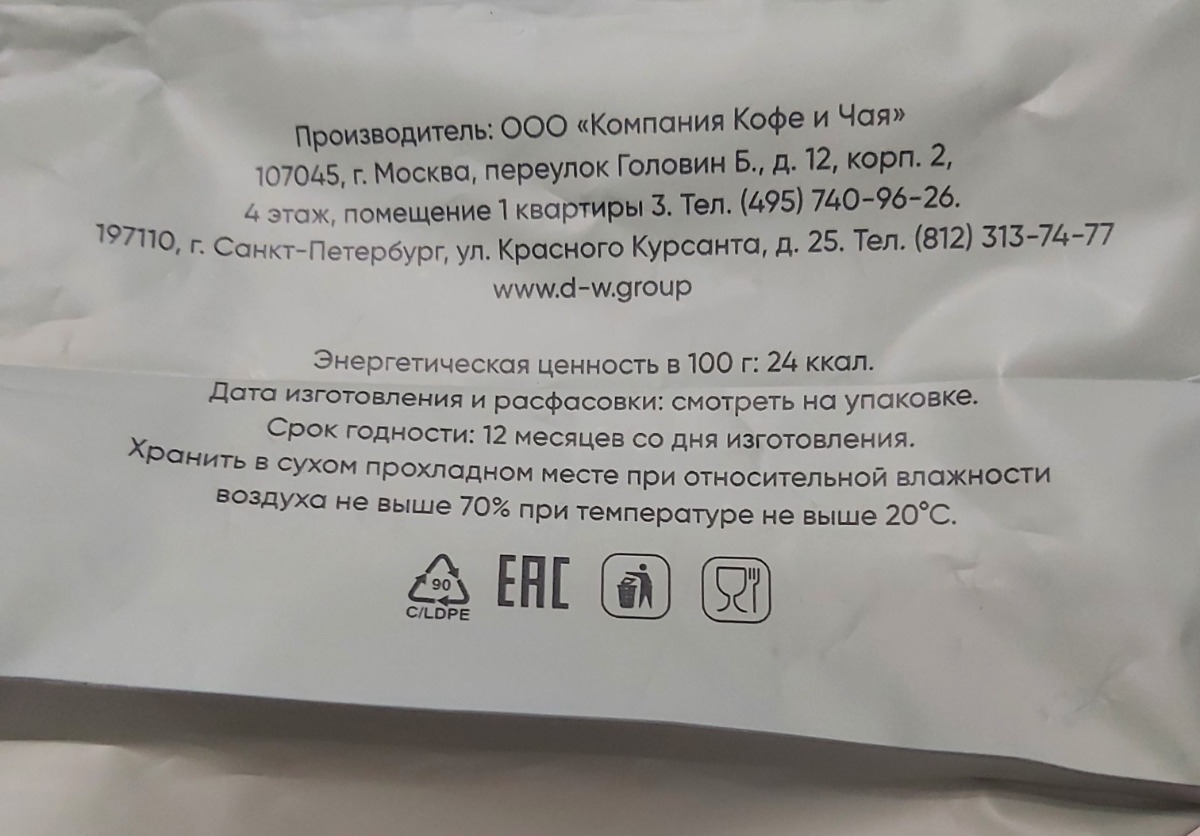 Производитель: ООО «Компания Кофе и Чая»
107045, г. Москва, переулок Головин Б., д. 12, корп. 2,
4 этаж, помещение 1 квартиры 3. Тел. (495) 740-96-26.
197110, г. Санкт-Петербург, ул. Красного Курсанта, д. 25. Тел. (812) 313-74-77
www.d-w.group
Энергетическая ценность в 100 г: 24 ккал.
Дата изготовления и расфасовки: смотреть на упаковке.
Срок годности: 12 месяцев со дня изготовления.
Хранить в сухом прохладном месте при относительной влажности
воздуха не выше 70% при температуре не выше 20°С.
90
C/LDPE
EAC